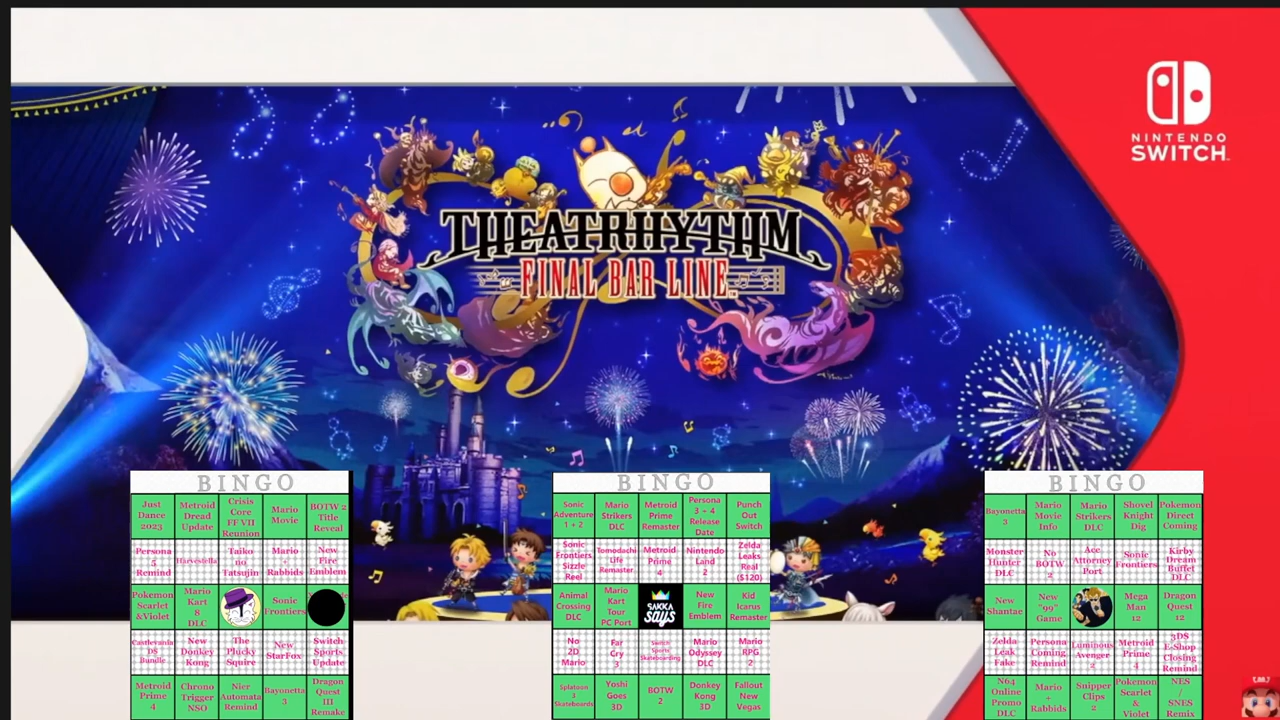 NINTENDO
SWITCH
THEATRHYTHM
FINAL BAR LINE
BINGO
Just Dance 2023
Metroid Dread Update
Crisis Core FF VII Reunion
Mario Movie
BOTW 2 Title Reveal
Persona 5 Remind
Harvestella
Taiko no Tatsujin
Mario + Rabbids
New Fire Emblem
Pokemon Scarlet &Violet
Mario Kart 8 DLC
Sonic Frontiers
Castlevania DS Bundle
New Donkey Kong
The Plucky Squire
New StarFox
Switch Sports Update
Metroid Prime 4
Chrono Trigger NSO
Nier Automata Remind
Bayonetta 3
Dragon Quest III Remake
BINGO
Sonic Adventure 1 + 2
Mario Strikers DLC
Metroid Prime Remaster
Persona 3 + 4 Release Date
Punch Out Switch
Sonic Frontiers Sizzle Reel
Tomodachi Life Remaster
Metroid Prime 4
Nintendo Land 2
Zelda Leaks Real ($120)
Animal Crossing DLC
Mario Kart Tour PC Port
SAKKA says
New Fire Emblem
Kid Icarus Remaster
No 2D Mario
Far Cry 3
Switch Sports Skateboarding
Mario Odyssey DLC
Mario RPG 2
Splatoon 3 Skateboards
Yoshi Goes 3D
BOTW 2
Donkey Kong 3D
Fallout New Vegas
BINGO
Bayonetta 3
Mario Movie Info
Mario Strikers DLC
Shovel Knight Dig
Pokemon Direct Coming
Monster Hunter DLC
No BOTW 2
Ace Attorney Port
Sonic Frontiers
Kirby Dream Buffet DLC
New Shantae
New "99" Game
Mega Man 12
Dragon Quest 12
Zelda Leak Fake
Persona Coming Remind
Luminous Avenger 2
Metroid Prime 4
3DS E-Shop Closing Remind
N64 Online Promo DLC
Mario + Rabbids
Snipper Clips 2
Pokemon Scarlet & Violet
NES / SNES Remix